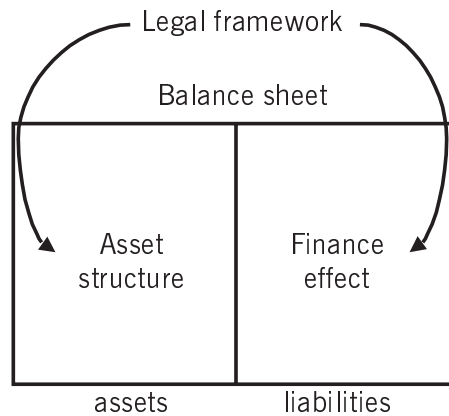 Legal framework
Balance sheet
Asset
structure
Finance
effect
assets
liabilities